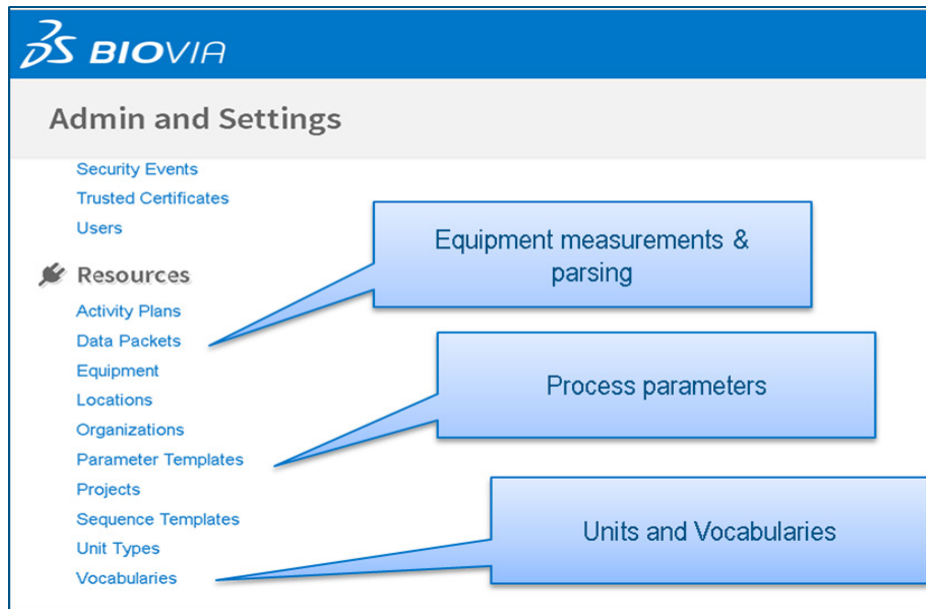 3DS BIOVIA
Admin and Settings
Security Events
Trusted Certificates
Users
Equipment measurements &
parsing
Resources
Activity Plans
Data Packets
Equipment
Process parameters
Locations
Organizations
Parameter Templates
Projects
Sequence Templates
Units and Vocabularies
Unit Types
Vocabularies